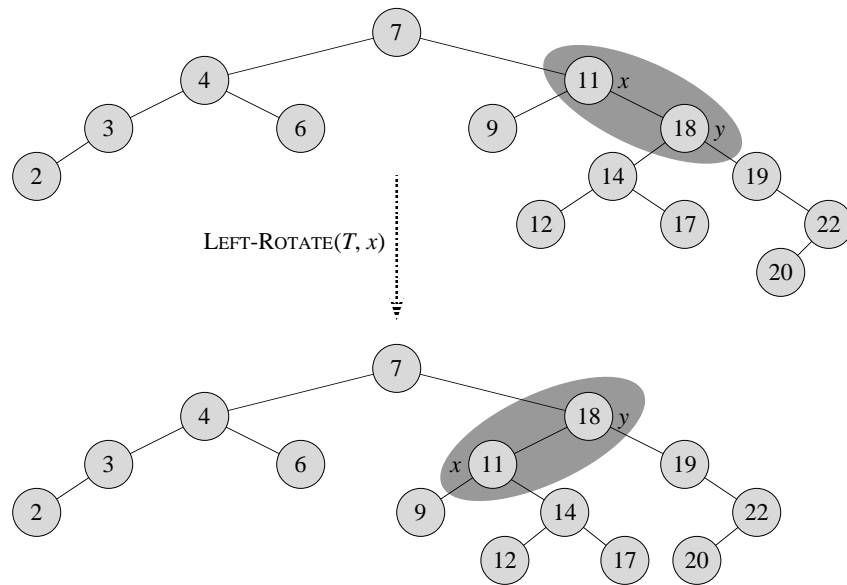 7
4 11 x
3 6 9 18 y
2 14 19
12 17 22
LEFT-ROTATE(T, x)
20
7
4 18 y
3 6 x 11 19
2 9 14 22
12 17 20